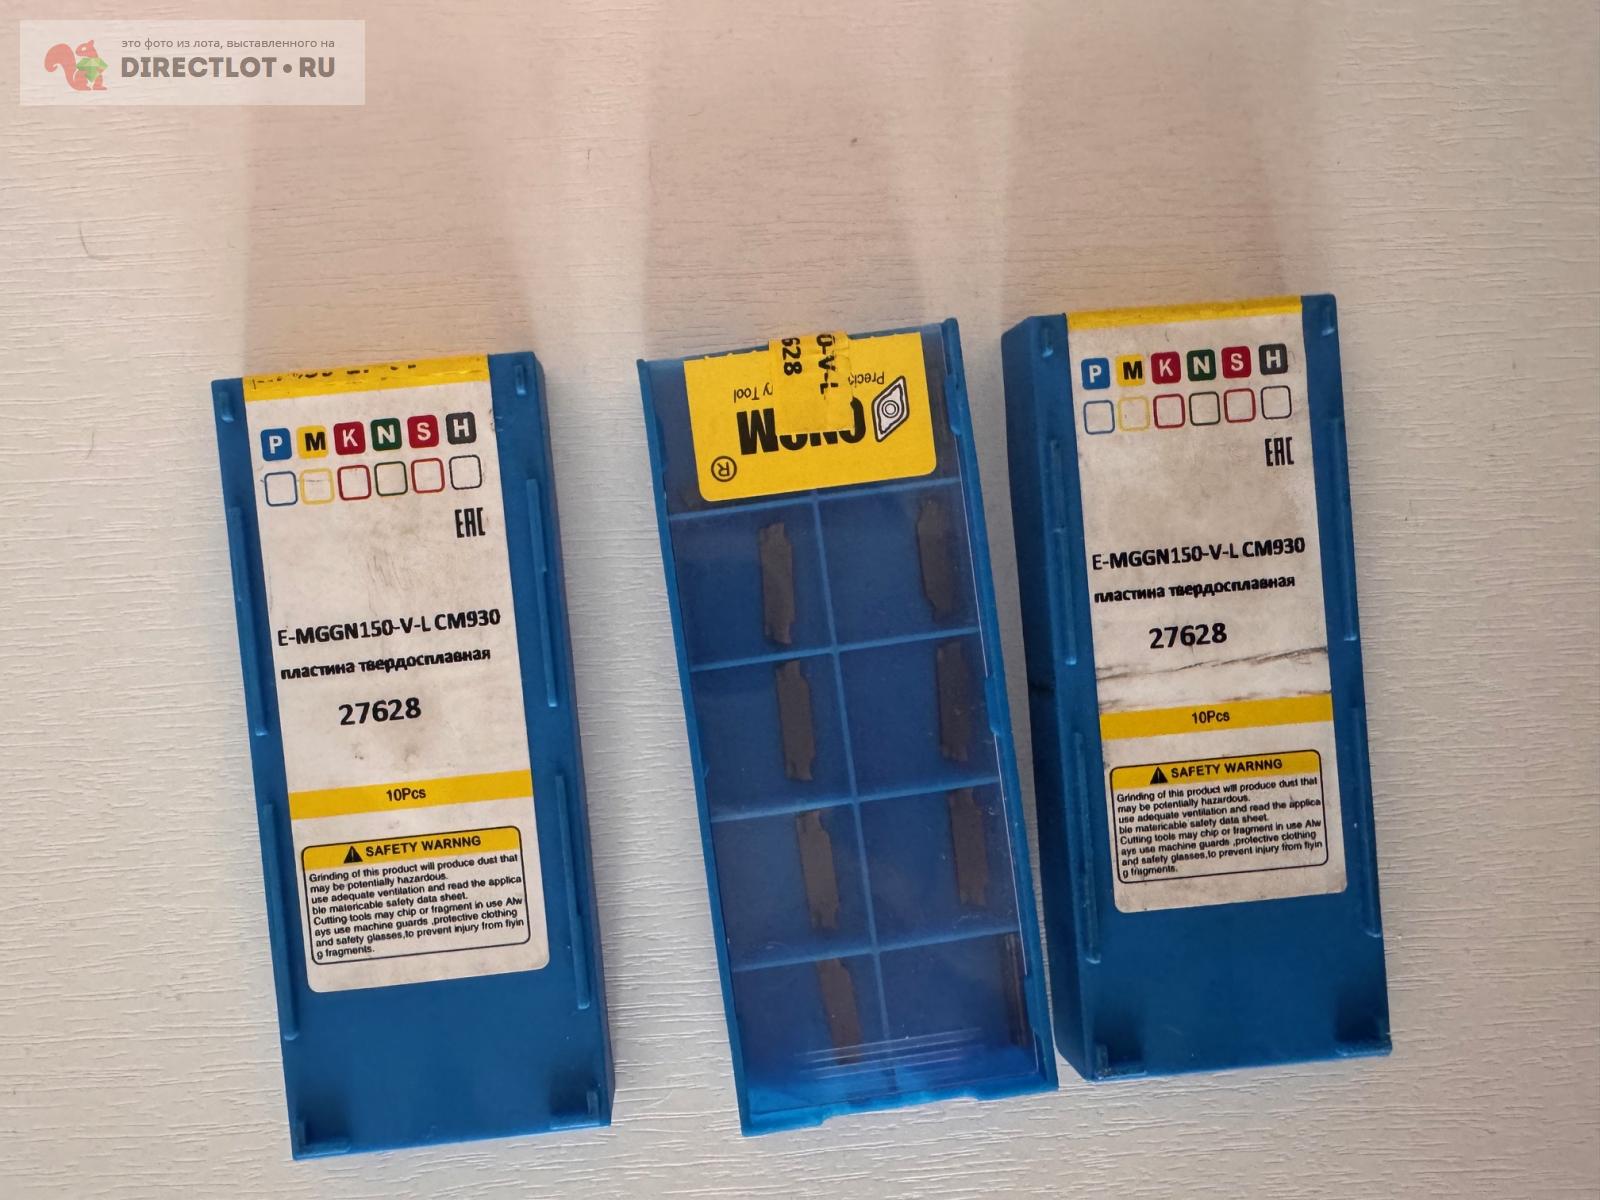 это фото из лота, выставленного на
DIRECTLOT•RU
P M K N S H
EAC
E-MGGN150-V-L CM930
пластина твердосплавная
27628
10Pcs
SAFETY WARNNG
Grinding of this product will produce dust that
may be potentially hazardous.
use adequate ventilation and read the applica
ble matericable safety data sheet.
Cutting tools may chip or fragment in use Alw
ays use machine guards ,protective clothing
and safety glasses,to prevent injury from flyin
g fragments.
0-V-L
628
y Tool
®
P M K N S H
EAC
E-MGGN150-V-L CM930
пластина твердосплавная
27628
10Pcs
SAFETY WARNNG
Grinding of this product will produce dust that
may be potentially hazardous.
use adequate ventilation and read the applica
ble matericable safety data sheet.
Cutting tools may chip or fragment in use Alw
ays use machine guards ,protective clothing
and safety glasses,to prevent injury from flyin
g fragments.